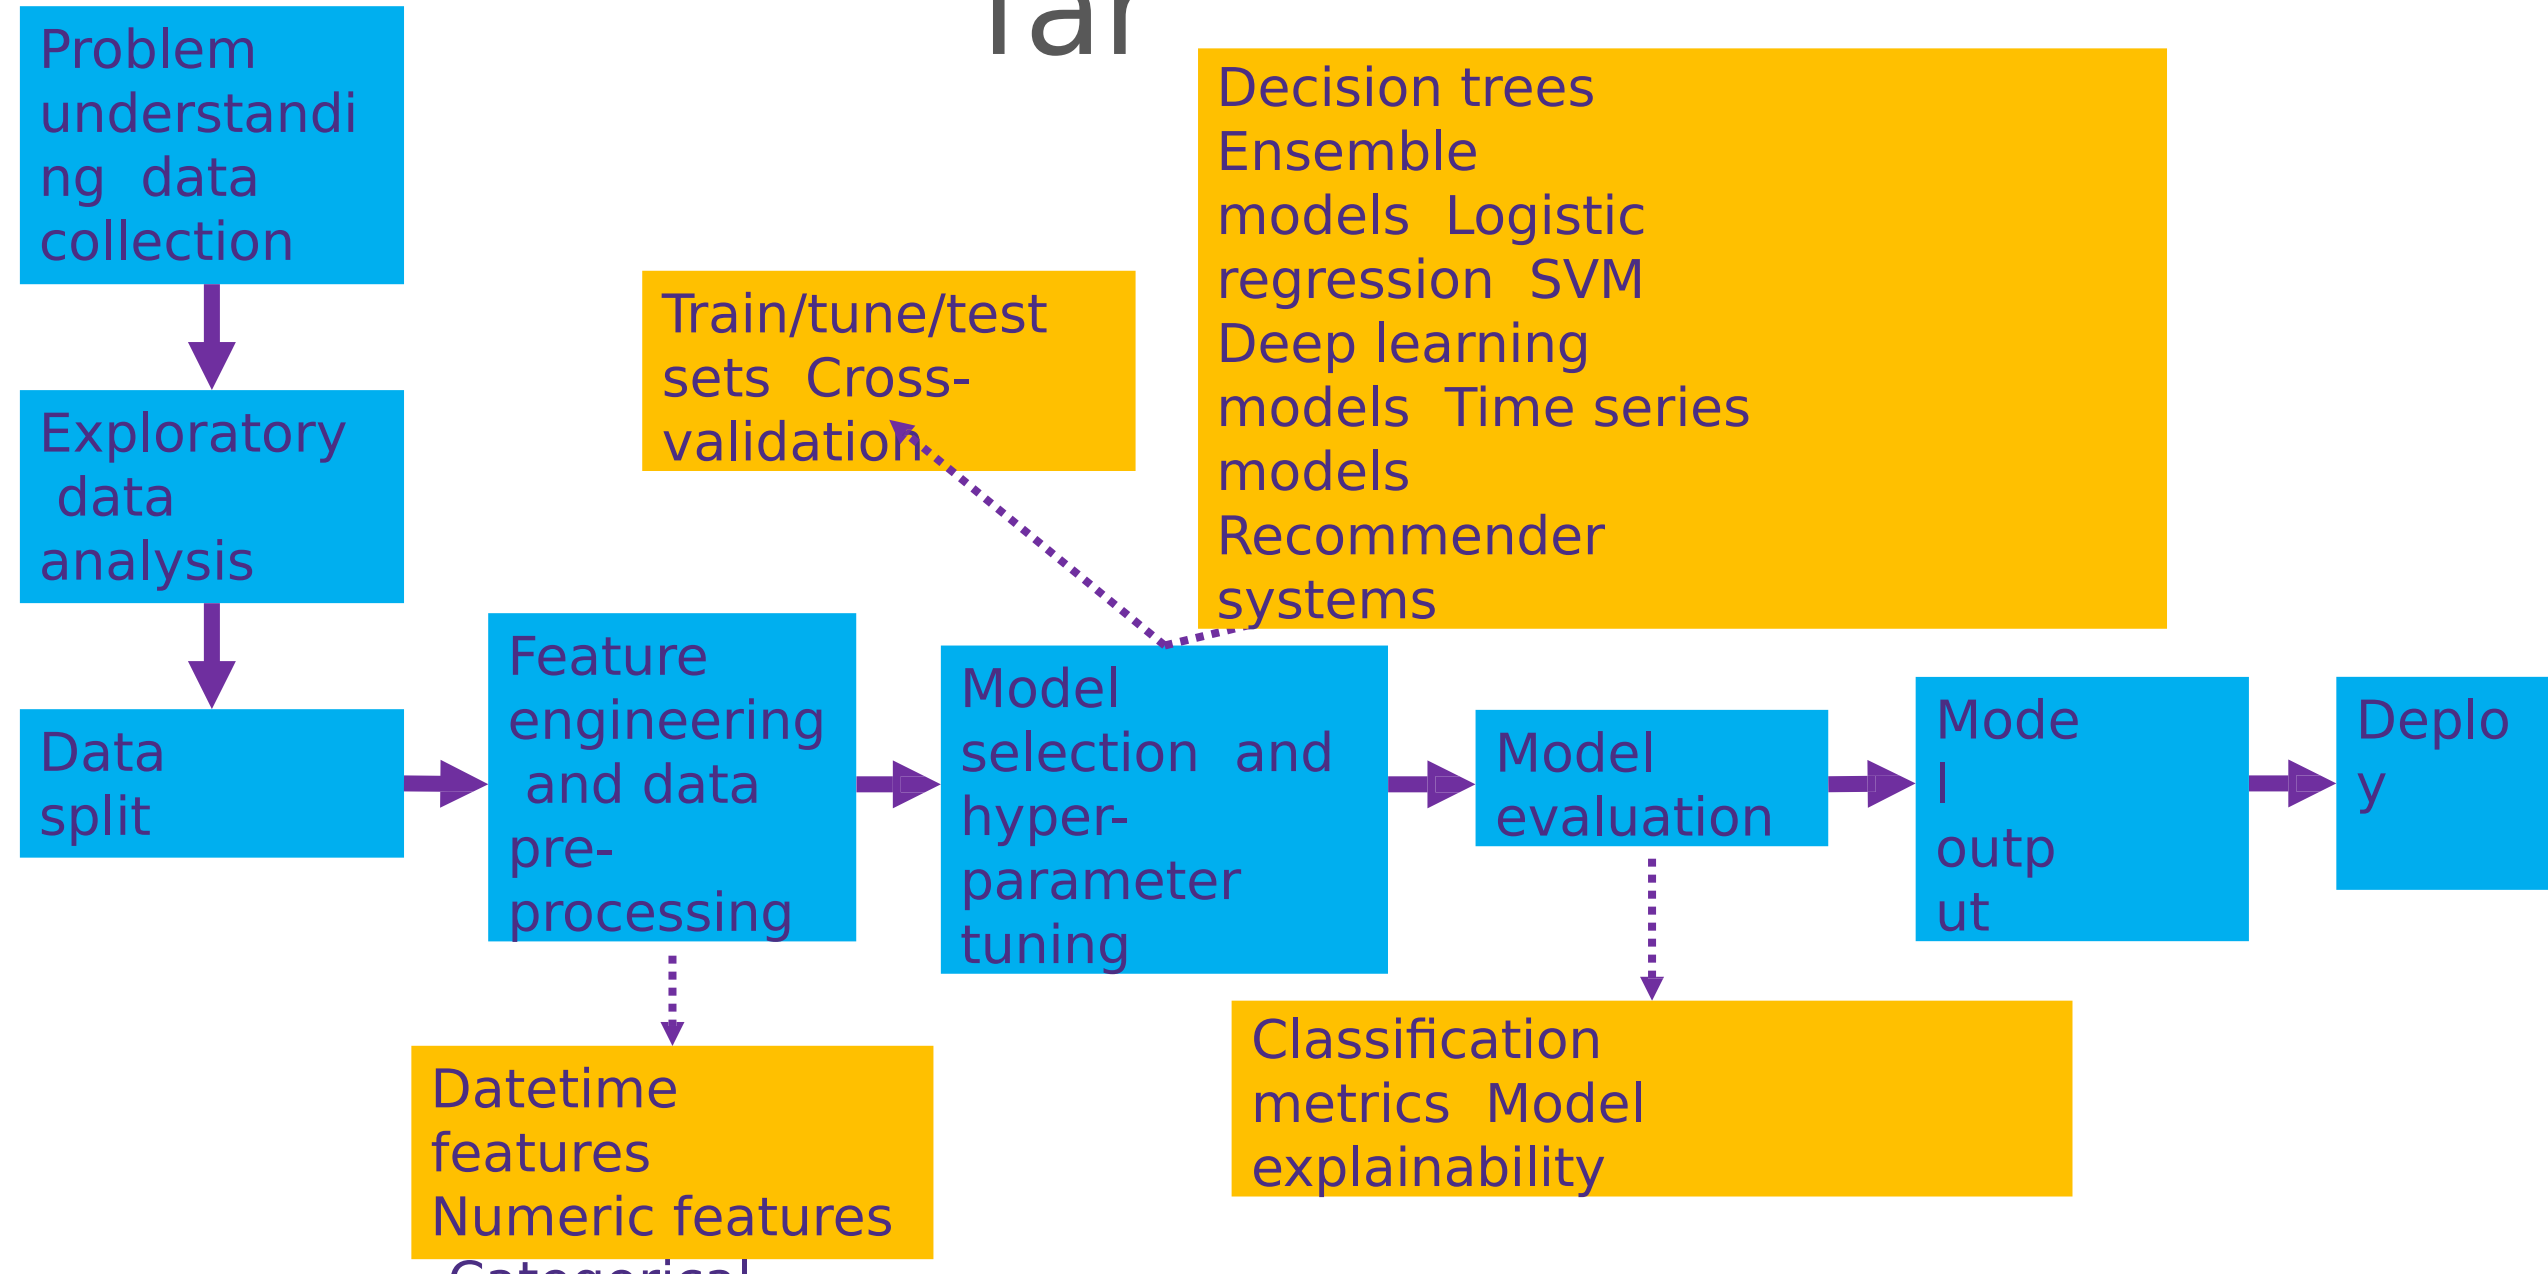 far
Problem
understandi
ng data
collection
Decision trees
Ensemble
models Logistic
regression SVM
Deep learning
models Time series
models
Recommender
systems
Train/tune/test
sets Cross-
validation
Exploratory
data
analysis
Data
split
Feature
engineering
and data
pre-
processing
Model
selection and
hyper-
parameter
tuning
Model
evaluation
Mode
l
outp
ut
Deplo
y
Datetime
features
Numeric features
Categorical
Classification
metrics Model
explainability